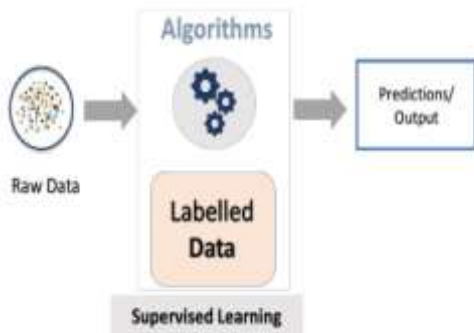 Algorithms
Raw Data
Predictions/
Output
Labelled
Data
Supervised Learning